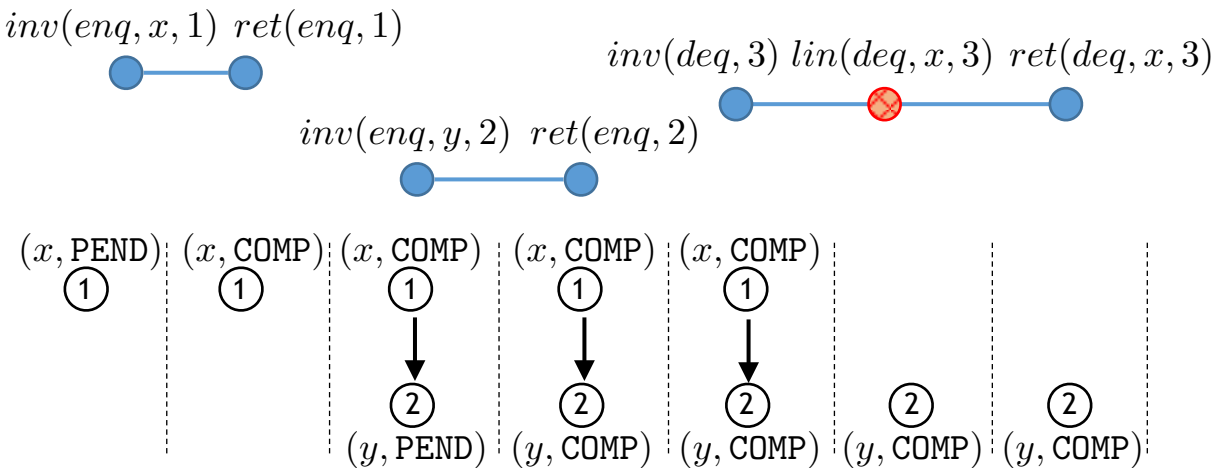 inv(enq, x, 1) ret(enq, 1)
inv(deq, 3) lin(deq, x, 3) ret(deq, x, 3)
inv(enq, y, 2) ret(enq, 2)
(x, PEND) (x, COMP) (x, COMP) (x, COMP) (x, COMP)
1 1 1 1 1
2 2 2 2 2
(y, PEND) (y, COMP) (y, COMP) (y, COMP) (y, COMP)